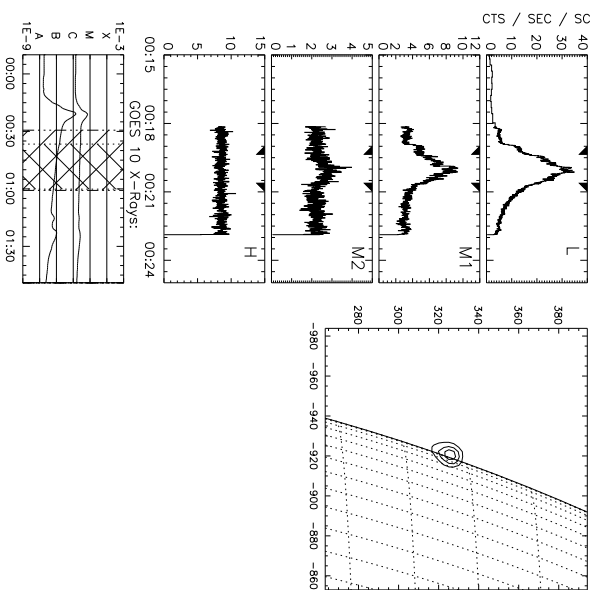 CTS / SEC / SC
0 10 20 30 40
L
0 2 4 6 8 10 12
M1
0 1 2 3 4 5
M2
0 5 10 15
H
00:15 00:18 00:21 00:24
GOES 10 X-Rays:
1E-3
X
M
C
B
A
1E-9
00:00 00:30 01:00 01:30
280 300 320 340 360 380
-980 -960 -940 -920 -900 -880 -860